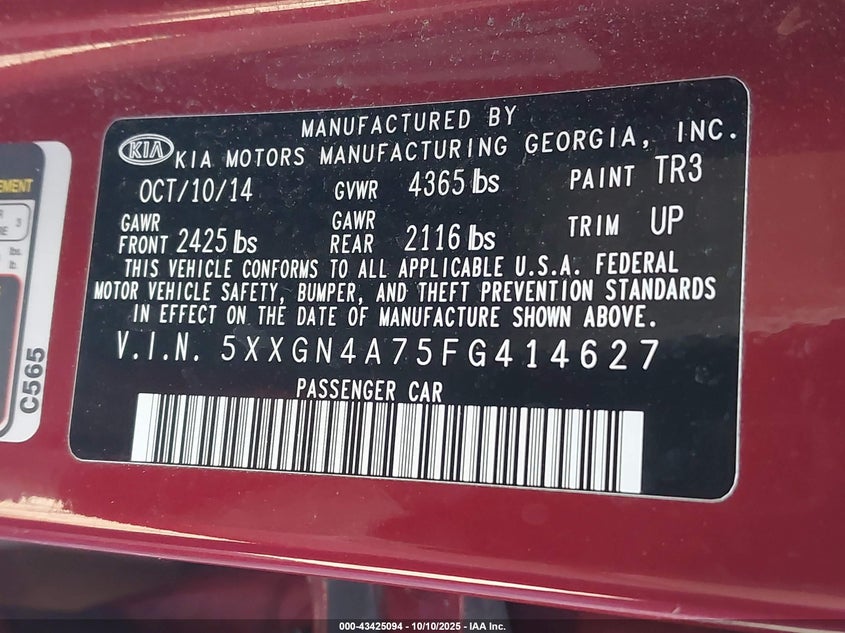 MANUFACTURED BY
KIA KIA MOTORS MANUFACTURING GEORGIA, INC.
OCT/10/14 GVWR 4365 lbs PAINT TR3
GAWR FRONT 2425 lbs GAWR REAR 2116 lbs TRIM UP
THIS VEHICLE CONFORMS TO ALL APPLICABLE U.S.A. FEDERAL
MOTOR VEHICLE SAFETY, BUMPER, AND THEFT PREVENTION STANDARDS
IN EFFECT ON THE DATE OF MANUFACTURE SHOWN ABOVE.
V.I.N. 5XXGN4A75FG414627
PASSENGER CAR
C565
000-43425094 - 10/10/2025 - IAA Inc.